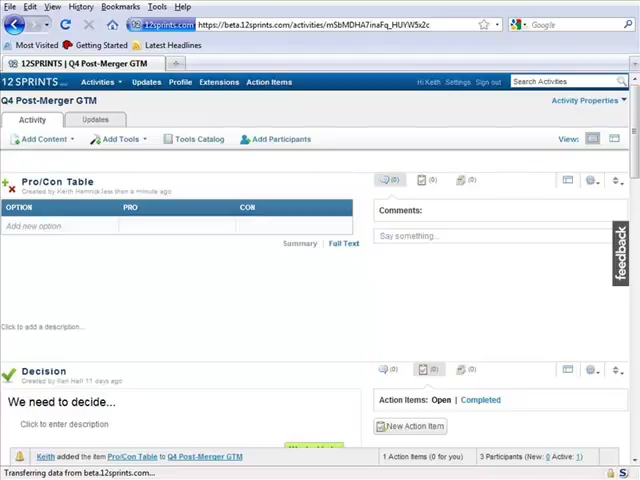 File Edit View History Bookmarks Tools Help
12sprints.com https://beta.12sprints.com/activities/mSbMDHA7inaFq_HUYW5x2c Google
Most Visited Getting Started Latest Headlines
12SPRINTS | Q4 Post-Merger GTM
12SPRINTS Activities Updates Profile Extensions Action Items Hi Keith Settings Sign out Search Activities
Q4 Post-Merger GTM Activity Properties
Activity Updates
Add Content Add Tools Tools Catalog Add Participants View:
Pro/Con Table (0) (0) (0)
Created by Keith Hamrick less than a minute ago
OPTION PRO CON Comments:
Add new option Say something...
Summary | Full Text
feedback
Click to add a description...
Decision (0) (0) (0)
Created by Ilan Hall 11 days ago
We need to decide... Action Items: Open | Completed
Click to enter description New Action Item
Keith added the item Pro/Con Table to Q4 Post-Merger GTM 1 Action Items (0 for you) 3 Participants (New: 0 Active: 1)
Transferring data from beta.12sprints.com...